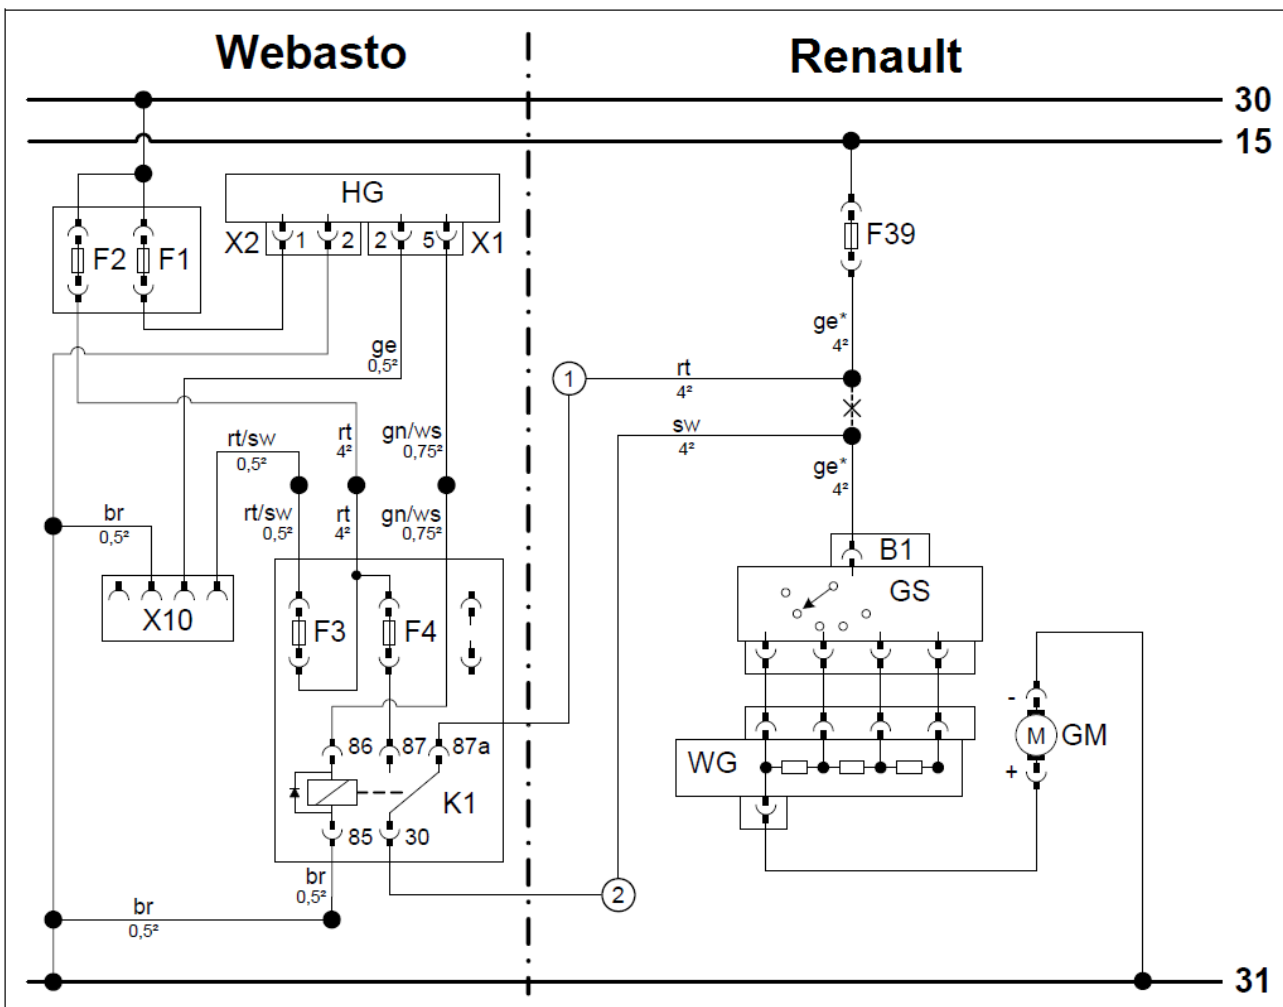 Webasto
Renault
30
15
HG
X2 1 2 2 5 X1
F2 F1
F39
ge
0,5²
ge*
4²
1
rt
4²
sw
4²
ge*
4²
rt/sw
0,5²
rt
4²
gn/ws
0,75²
rt/sw
0,5²
rt
4²
gn/ws
0,75²
br
0,5²
X10
F3 F4
B1
GS
86 87 87a
K1
85 30
WG
-
M
GM
+
br
0,5²
2
br
0,5²
31